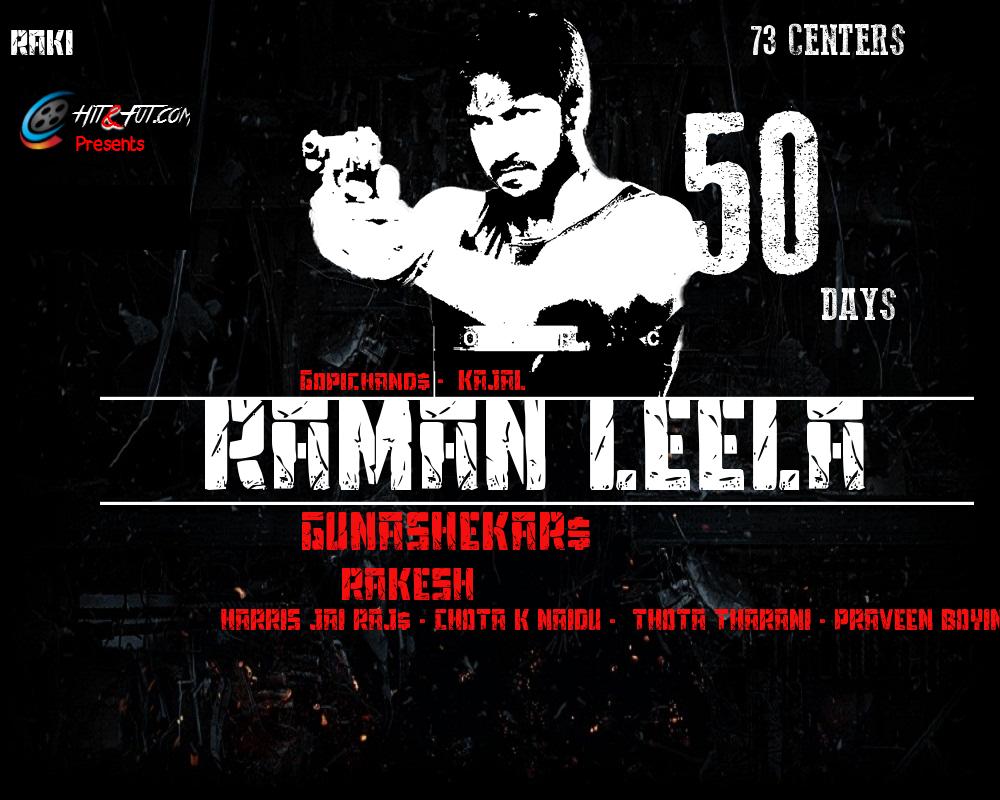 RAKI
73 CENTERS
HIT&FUT.COM
Presents
50
DAYS
GOPICHAND$ - KAJAL
RAMAN LEELA
GUNASHEKAR$
RAKESH
HARRIS JAI RAJ$ - CHOTA K NAIDU - THOTA THARANI - PRAVEEN BOYIN